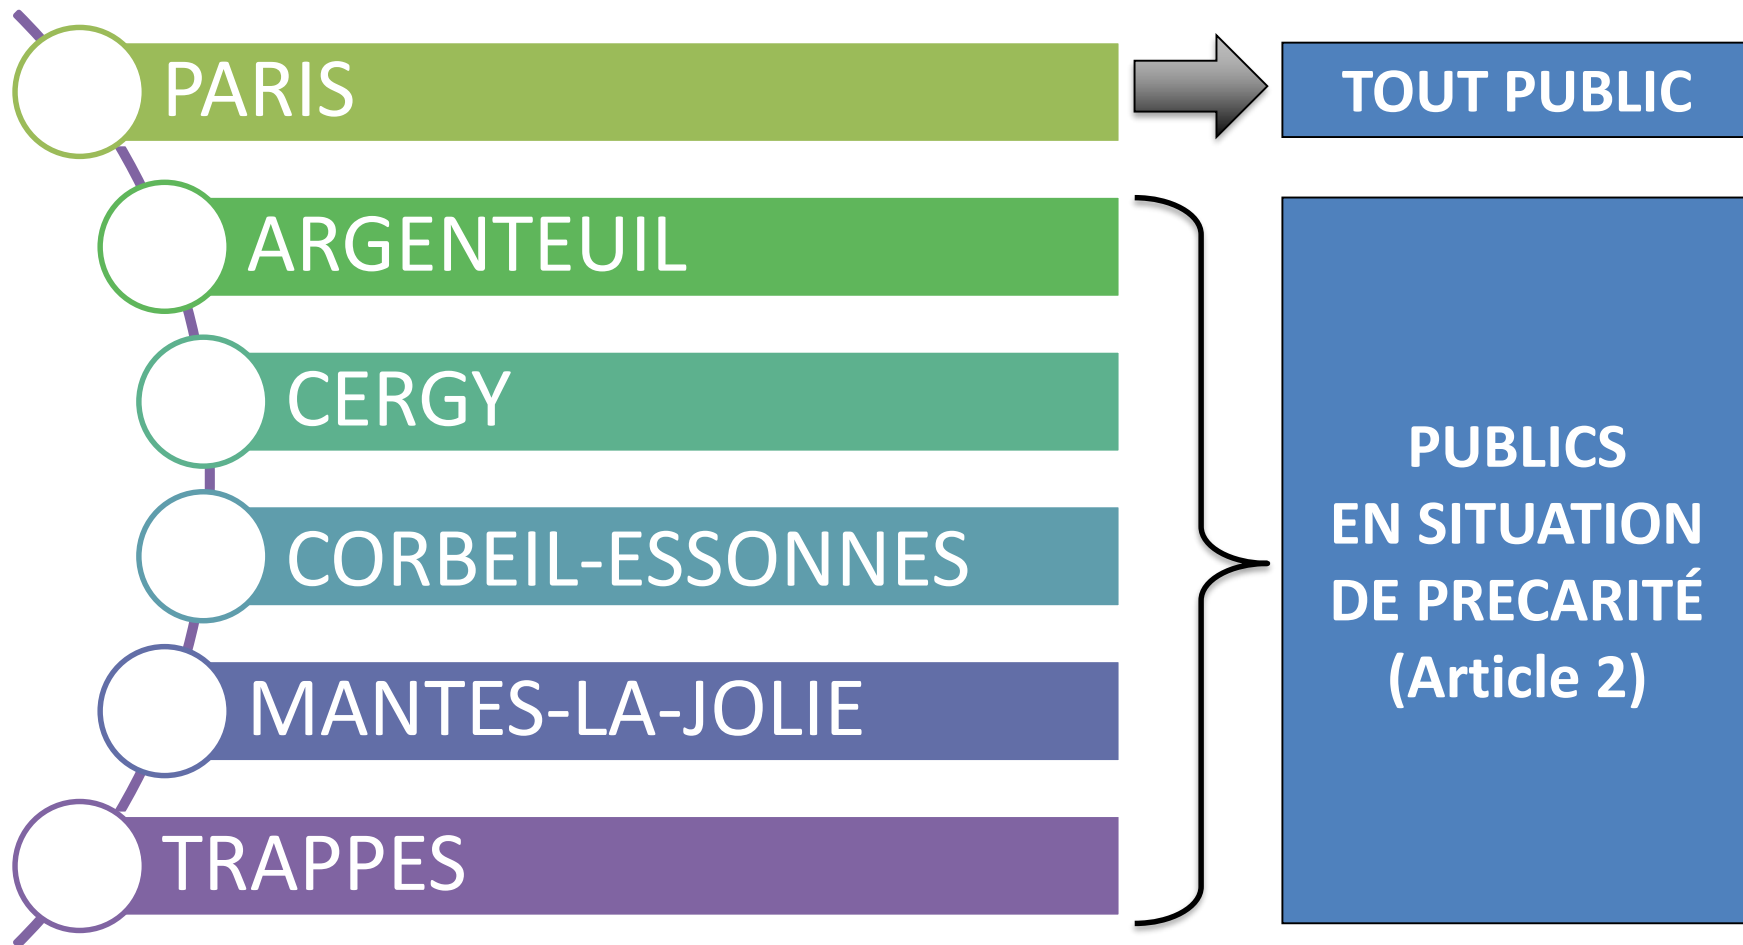 PARIS
TOUT PUBLIC
ARGENTEUIL
CERGY
CORBEIL-ESSONNES
MANTES-LA-JOLIE
TRAPPES
PUBLICS
EN SITUATION
DE PRECARITÉ
(Article 2)